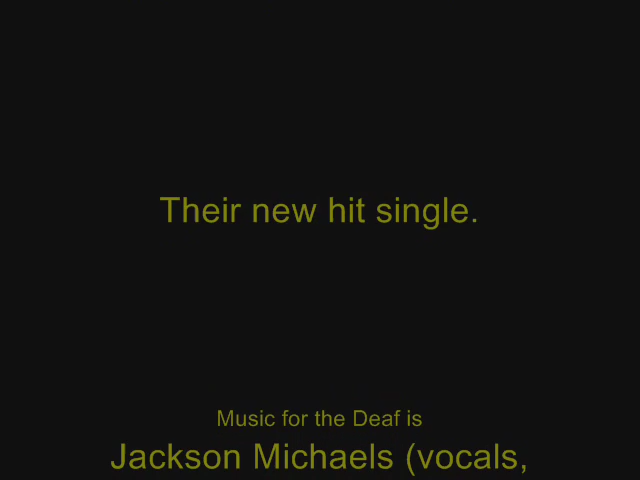 Their new hit single.
Music for the Deaf is
Jackson Michaels (vocals,